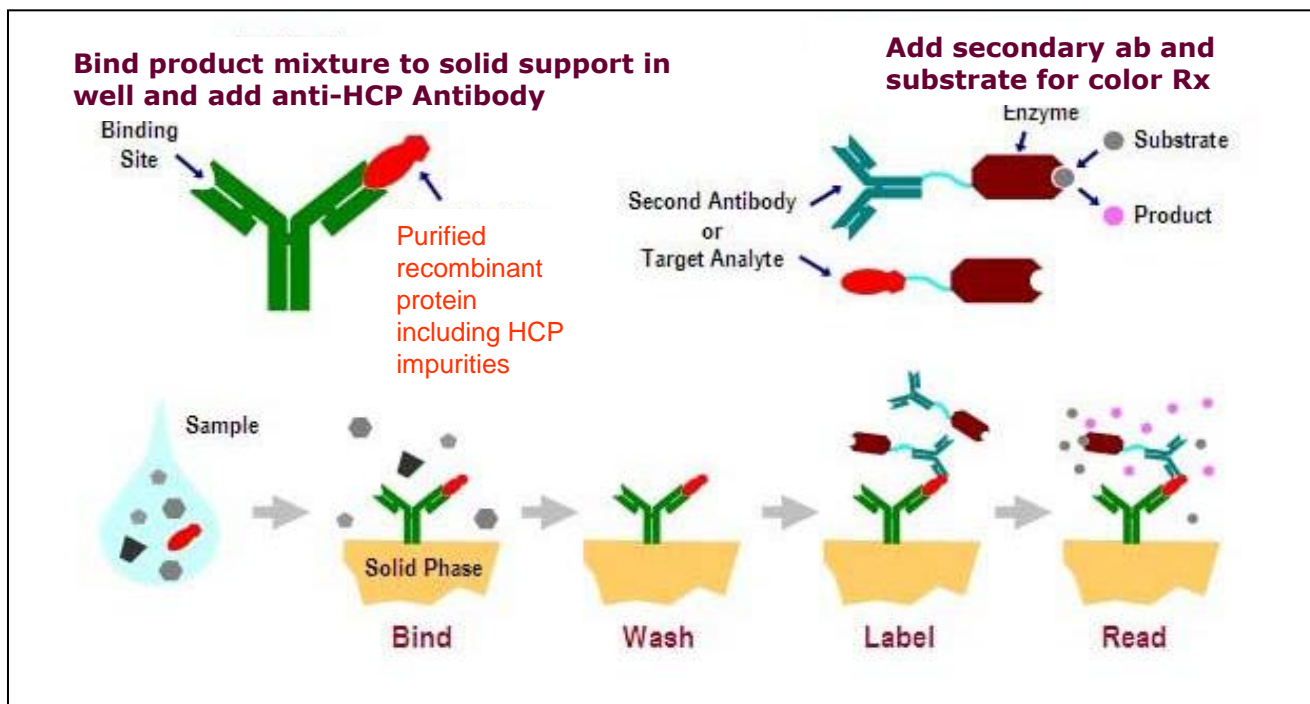 Bind product mixture to solid support in
well and add anti-HCP Antibody
Add secondary ab and
substrate for color Rx
Binding
Site
Purified
recombinant
protein
including HCP
impurities
Enzyme
Substrate
Product
Second Antibody
or
Target Analyte
Sample
Solid Phase
Bind
Wash
Label
Read